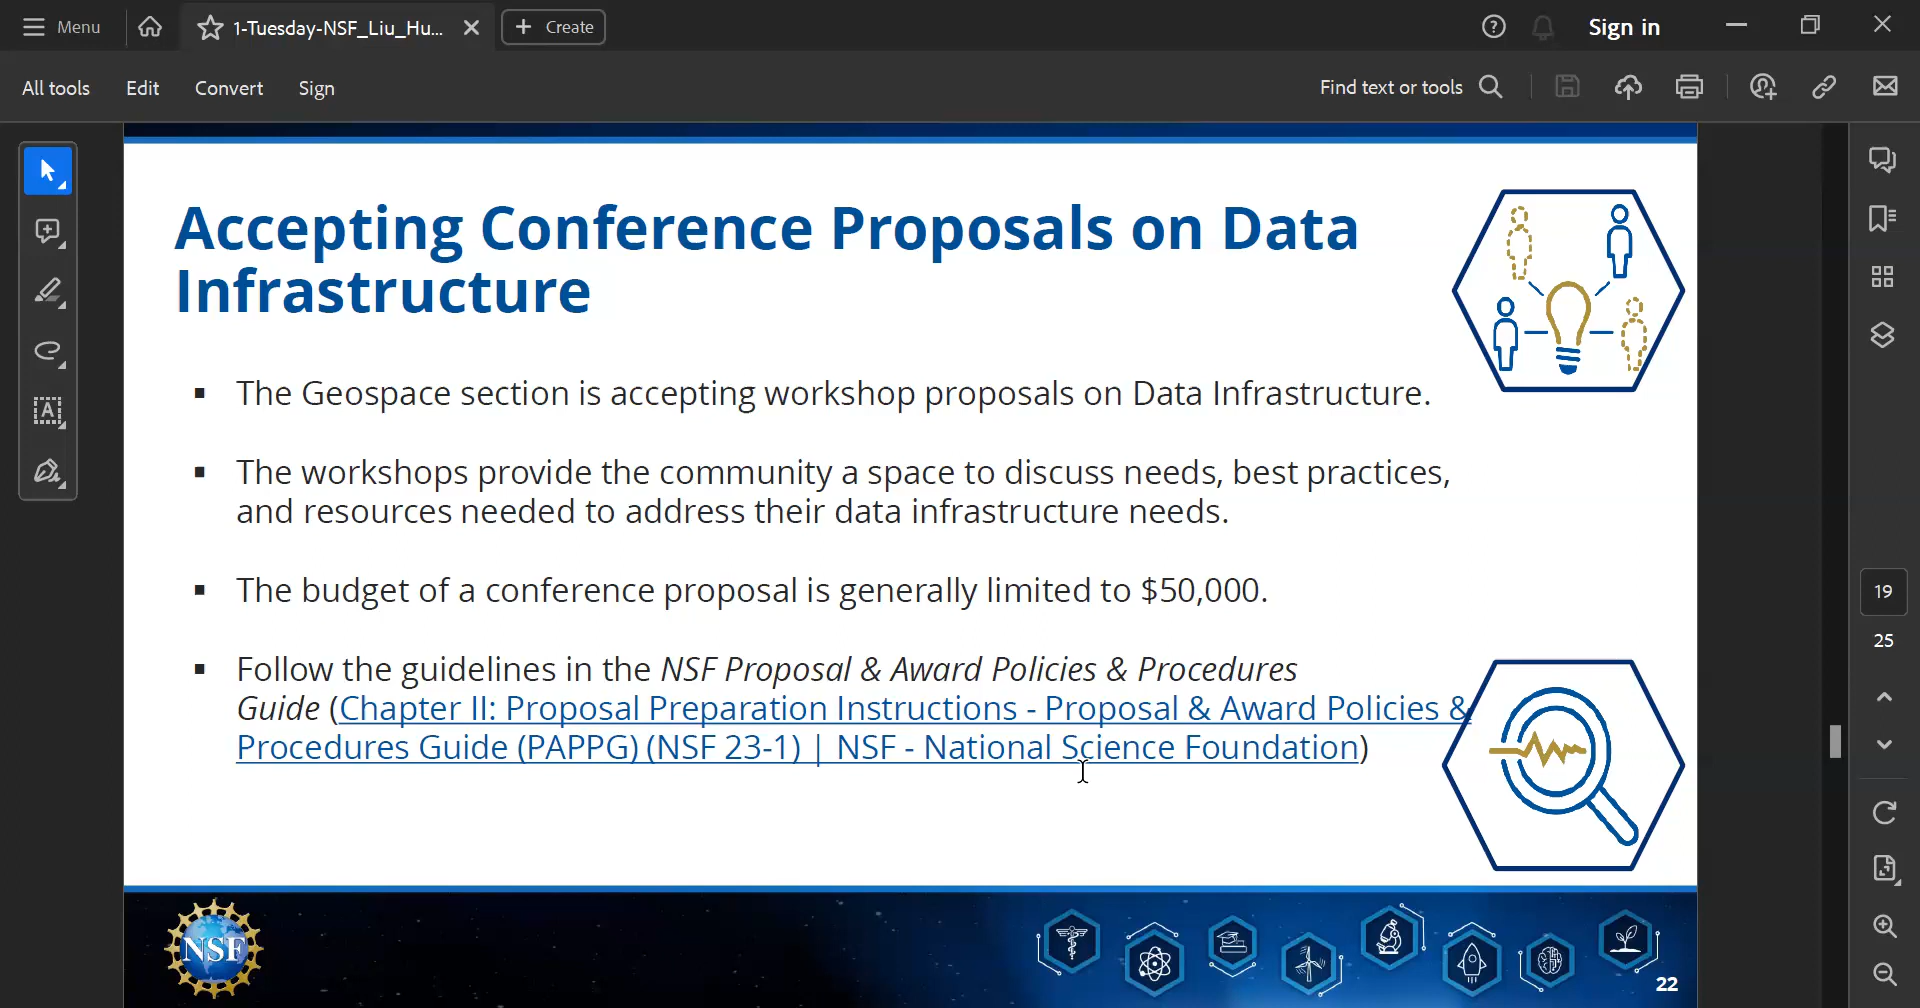 Menu
1-Tuesday-NSF_Liu_Hu...
Create
Sign in
All tools
Edit
Convert
Sign
Find text or tools
Accepting Conference Proposals on Data
Infrastructure
▪ The Geospace section is accepting workshop proposals on Data Infrastructure.
▪ The workshops provide the community a space to discuss needs, best practices,
and resources needed to address their data infrastructure needs.
▪ The budget of a conference proposal is generally limited to $50,000.
▪ Follow the guidelines in the NSF Proposal & Award Policies & Procedures
Guide (Chapter II: Proposal Preparation Instructions - Proposal & Award Policies &
Procedures Guide (PAPPG) (NSF 23-1) | NSF - National Science Foundation)
19
25
NSF
22